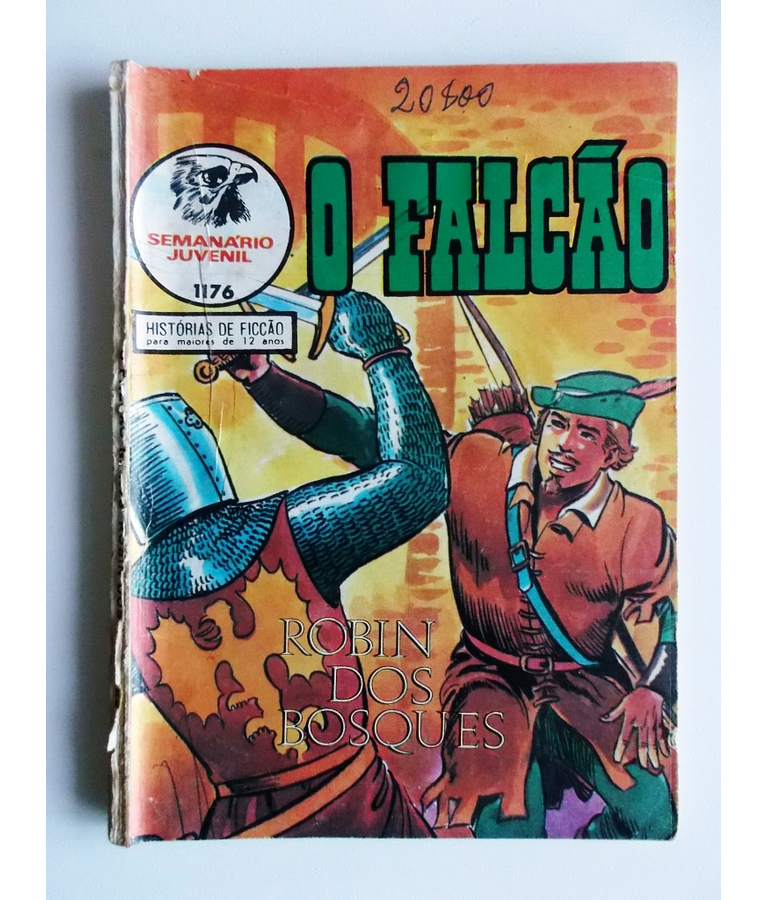 20$00
O FALCÃO
SEMANÁRIO
JUVENIL
1176
HISTÓRIAS DE FICÇÃO
para maiores de 12 anos
ROBIN
DOS
BOSQUES